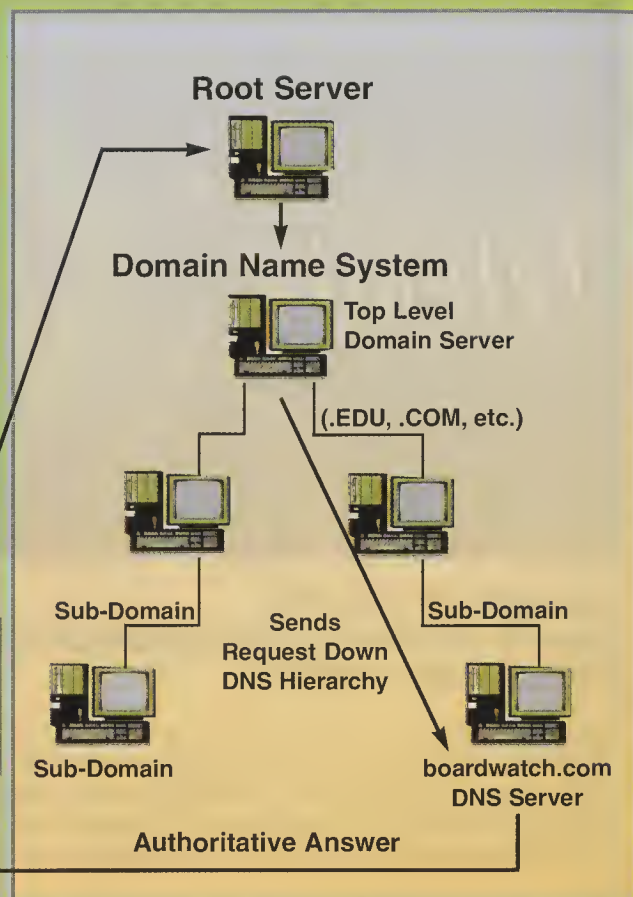 Root Server
Domain Name System
Top Level
Domain Server
(.EDU, .COM, etc.)
Sub-Domain
Sends
Request Down
DNS Hierarchy
Sub-Domain
Sub-Domain
boardwatch.com
DNS Server
Authoritative Answer